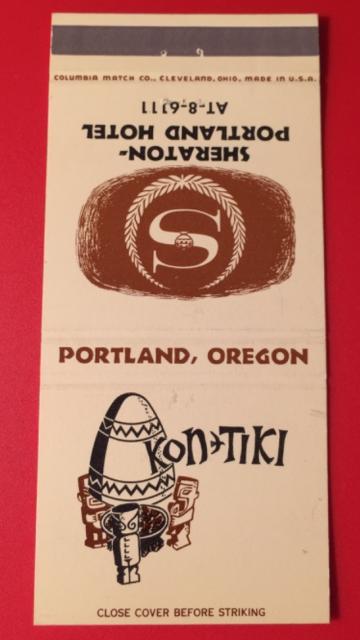 COLUMBIA MATCH CO., CLEVELAND, OHIO, MADE IN U.S.A.
SHERATON-
PORTLAND HOTEL
AT-8-6111
S
PORTLAND, OREGON
KON-TIKI
CLOSE COVER BEFORE STRIKING